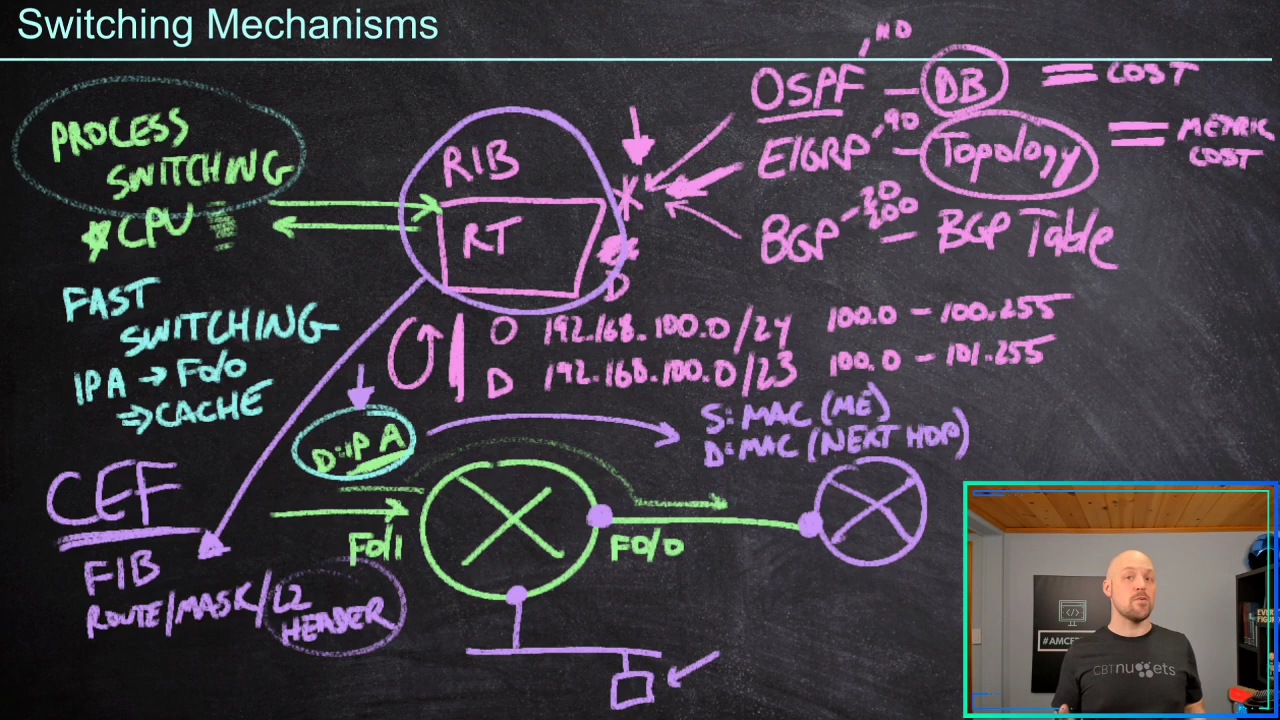 Switching Mechanisms
PROCESS
SWITCHING
CPU
FAST
SWITCHING
IPA → F0/0
⇒ CACHE
CEF
FIB
ROUTE/MASK/L2
HEADER
RIB
RT
D
OSPF - 110 — DB = COST
EIGRP - 90 — Topology = METRIC
COST
BGP - 20
200 — BGP Table
O 192.168.100.0/24 100.0 - 100.255
D 192.168.100.0/23 100.0 - 101.255
D:IP A
S: MAC (ME)
D: MAC (NEXT HOP)
F0/1
F0/0
CBTnuggets